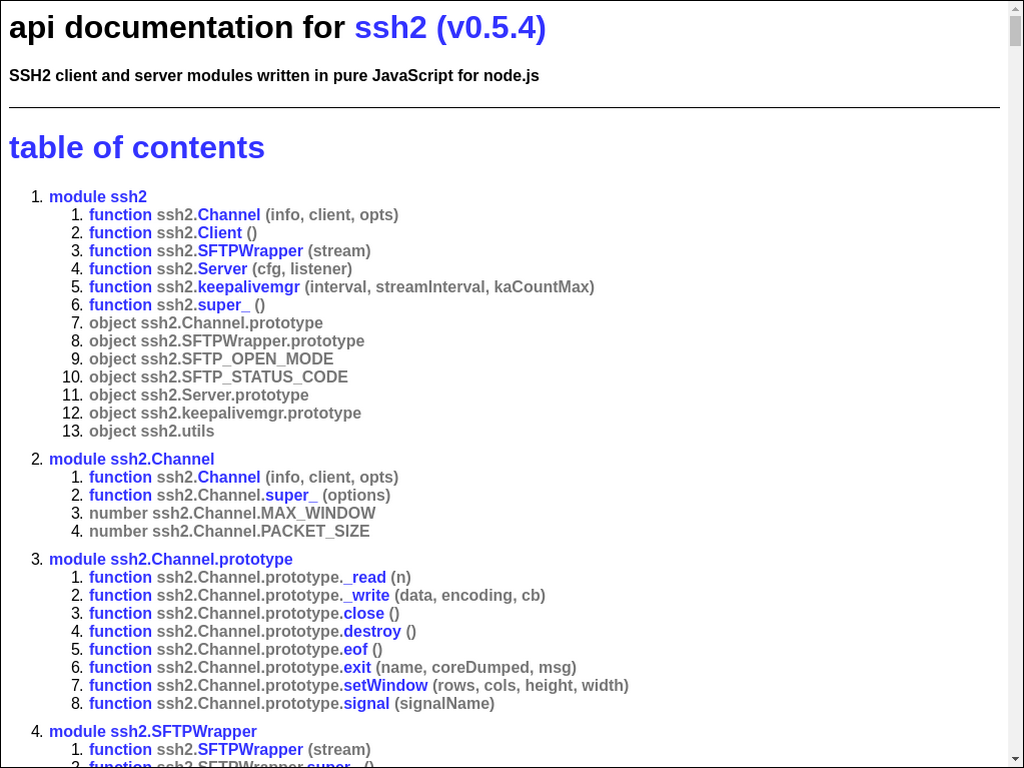 api documentation for ssh2 (v0.5.4)
SSH2 client and server modules written in pure JavaScript for node.js
table of contents
1. module ssh2
1. function ssh2.Channel (info, client, opts)
2. function ssh2.Client ()
3. function ssh2.SFTPWrapper (stream)
4. function ssh2.Server (cfg, listener)
5. function ssh2.keepalivemgr (interval, streamInterval, kaCountMax)
6. function ssh2.super_ ()
7. object ssh2.Channel.prototype
8. object ssh2.SFTPWrapper.prototype
9. object ssh2.SFTP_OPEN_MODE
10. object ssh2.SFTP_STATUS_CODE
11. object ssh2.Server.prototype
12. object ssh2.keepalivemgr.prototype
13. object ssh2.utils
2. module ssh2.Channel
1. function ssh2.Channel (info, client, opts)
2. function ssh2.Channel.super_ (options)
3. number ssh2.Channel.MAX_WINDOW
4. number ssh2.Channel.PACKET_SIZE
3. module ssh2.Channel.prototype
1. function ssh2.Channel.prototype._read (n)
2. function ssh2.Channel.prototype._write (data, encoding, cb)
3. function ssh2.Channel.prototype.close ()
4. function ssh2.Channel.prototype.destroy ()
5. function ssh2.Channel.prototype.eof ()
6. function ssh2.Channel.prototype.exit (name, coreDumped, msg)
7. function ssh2.Channel.prototype.setWindow (rows, cols, height, width)
8. function ssh2.Channel.prototype.signal (signalName)
4. module ssh2.SFTPWrapper
1. function ssh2.SFTPWrapper (stream)
2. function ssh2.SFTPWrapper.super_ ()